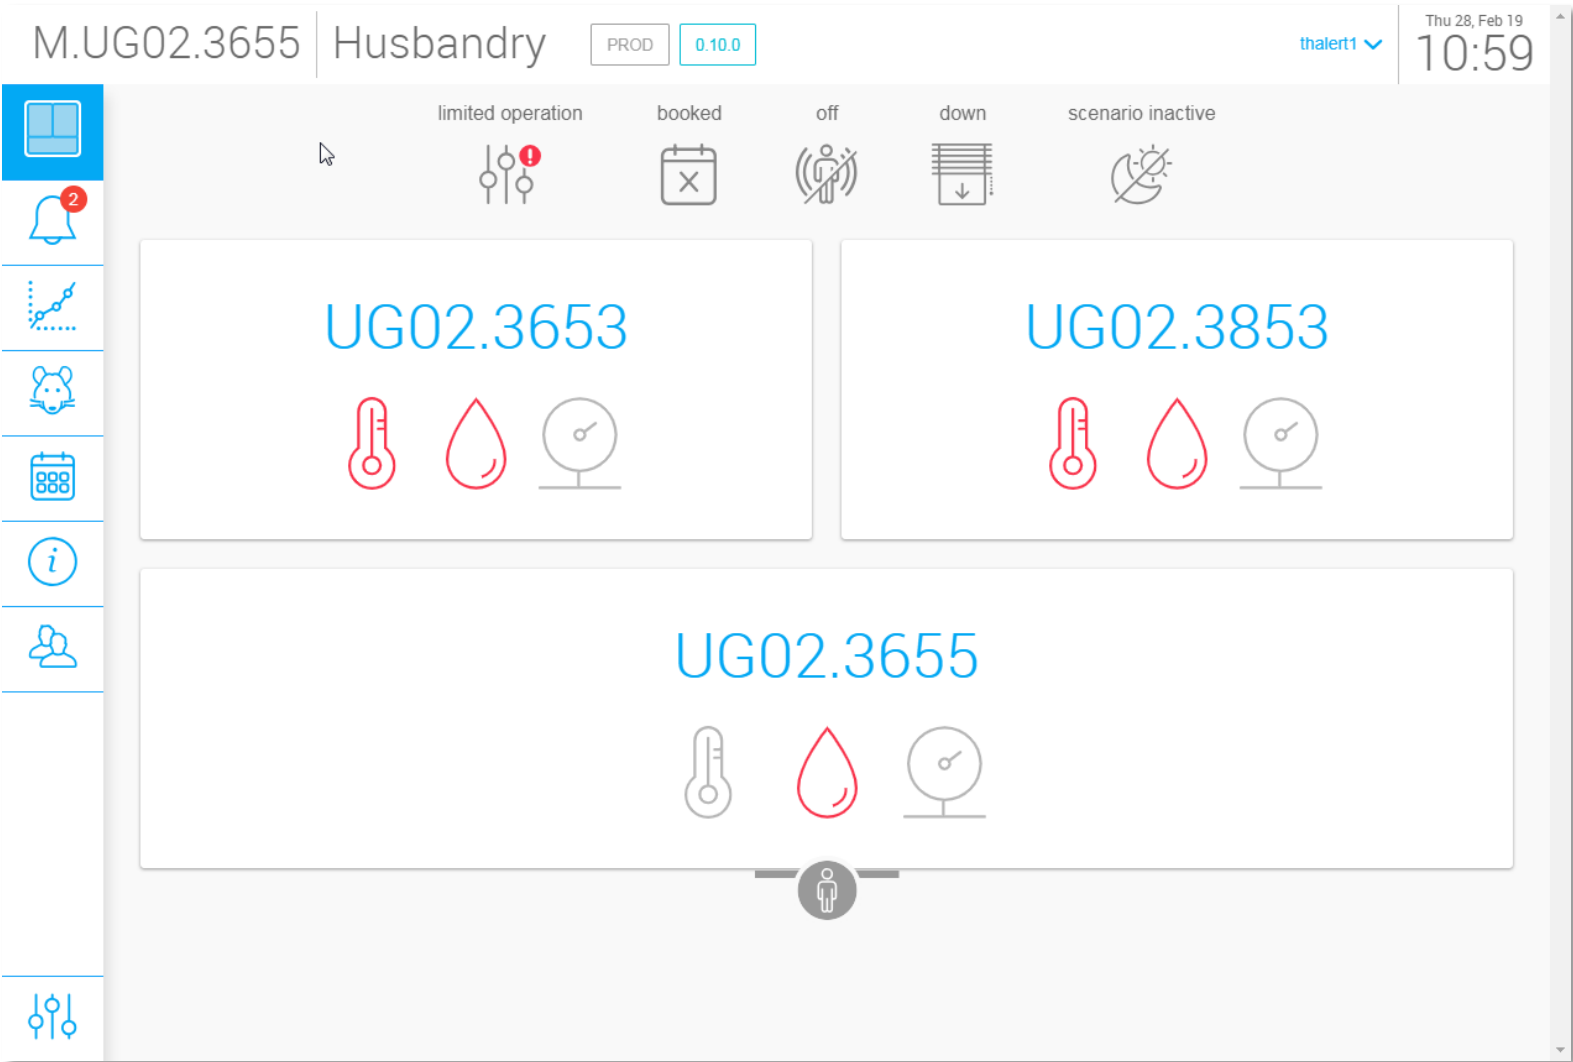 M.UG02.3655 Husbandry PROD 0.10.0 thalert1 Thu 28, Feb 19
10:59
limited operation booked off down scenario inactive
2
UG02.3653 UG02.3853
UG02.3655